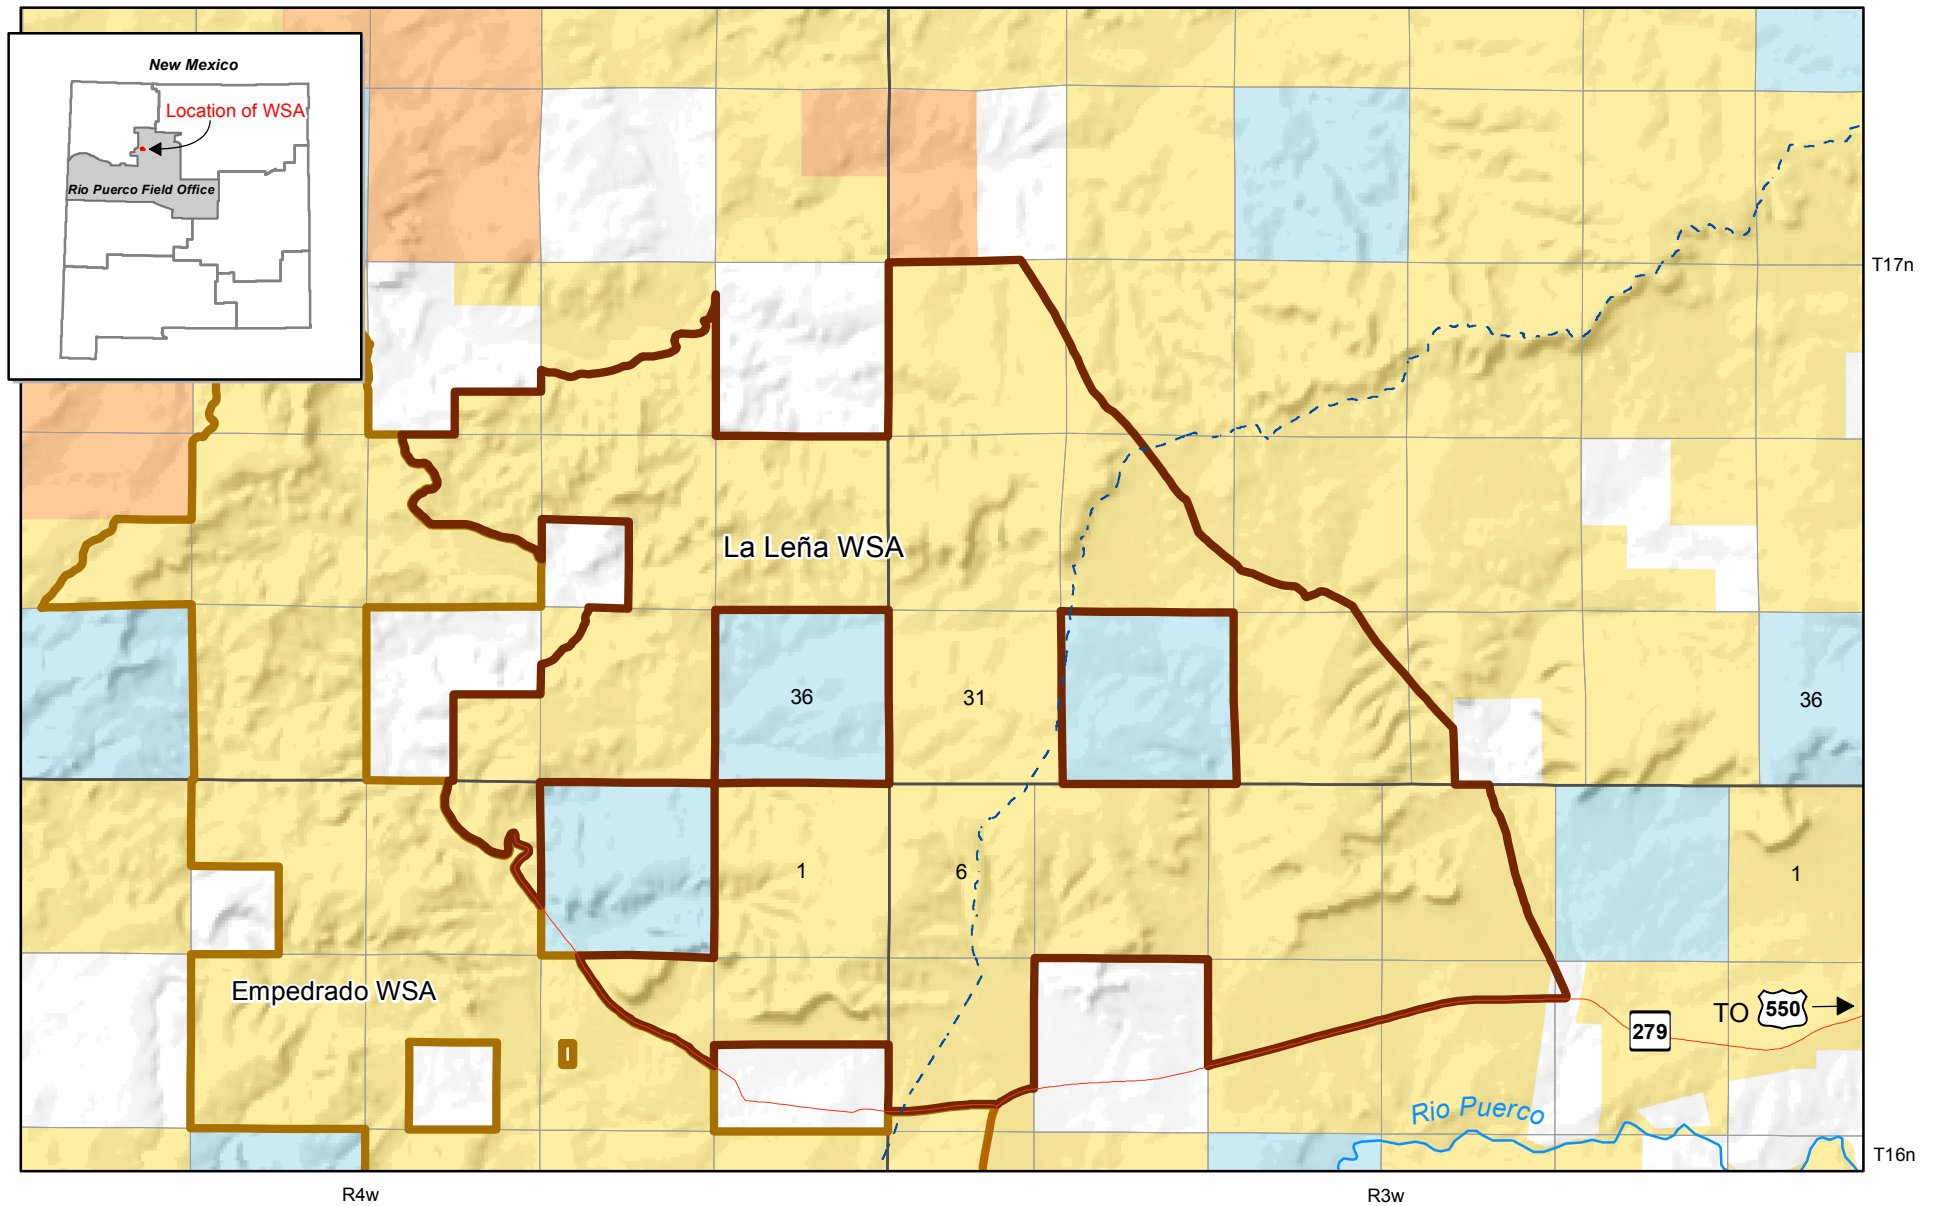 New Mexico
Location of WSA
Rio Puerco Field Office
T17n
La Leña WSA
36
31
36
1
6
1
Empedrado WSA
279
TO 550
Rio Puerco
T16n
R4w
R3w